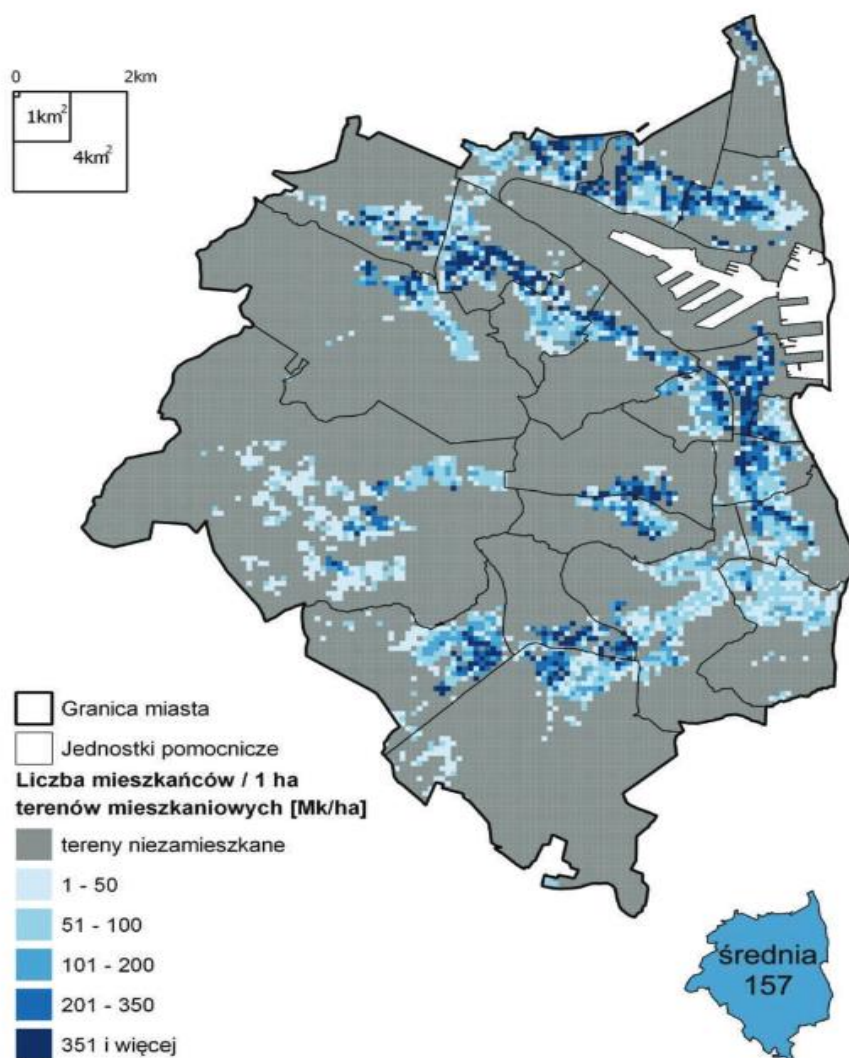 0 2km
1km²
4km²
Granica miasta
Jednostki pomocnicze
Liczba mieszkańców / 1 ha
terenów mieszkaniowych [Mk/ha]
tereny niezamieszkane
1 - 50
51 - 100
101 - 200
201 - 350
351 i więcej
średnia
157